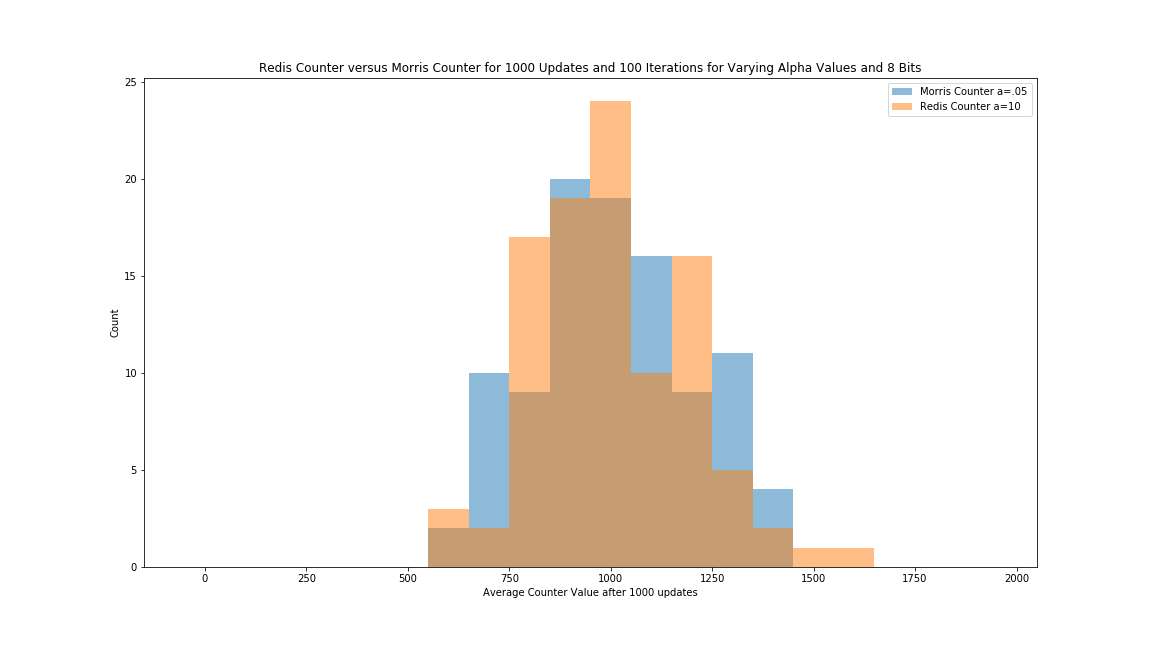 Redis Counter versus Morris Counter for 1000 Updates and 100 Iterations for Varying Alpha Values and 8 Bits
Morris Counter a=.05
Redis Counter a=10
25
20
15
10
5
0
Count
0 250 500 750 1000 1250 1500 1750 2000
Average Counter Value after 1000 updates